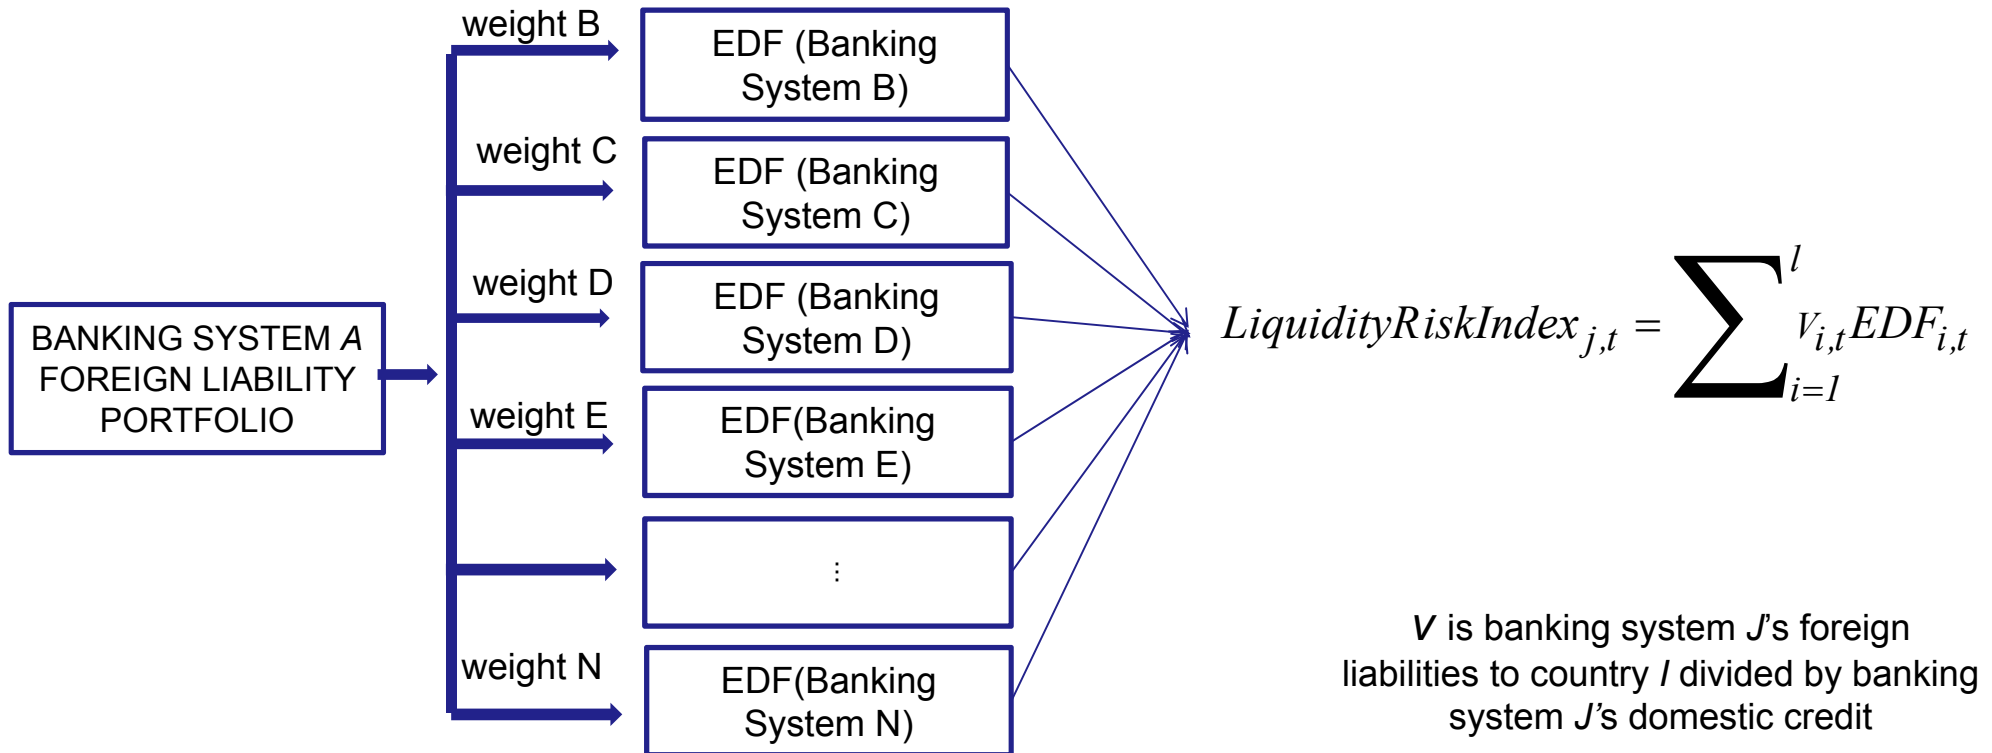 BANKING SYSTEM A
FOREIGN LIABILITY
PORTFOLIO
weight B
EDF (Banking
System B)
weight C
EDF (Banking
System C)
weight D
EDF (Banking
System D)
weight E
EDF(Banking
System E)
⋮
weight N
EDF(Banking
System N)
LiquidityRiskIndex_{j,t} = ∑_{i=1}^{l} V_{i,t} EDF_{i,t}
V is banking system J's foreign
liabilities to country I divided by banking
system J's domestic credit